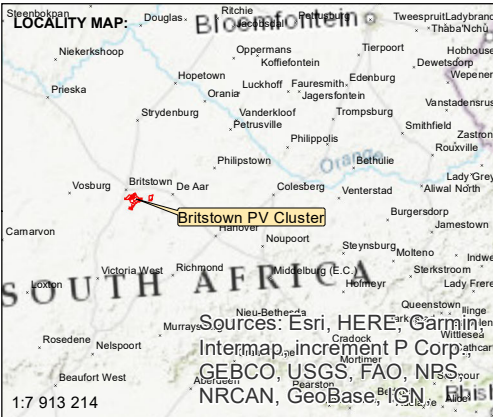 Steenbokpan
LOCALITY MAP:
Douglas
Ritchie
Jacobsdal
Petrusburg
Bloemfontein
Tweespruit
Ladybrand
Thaba'Nchu
Niekerkshoop
Oppermans
Koffiefontein
Tierpoort
Hobhouse
Dewetsdorp
Wepener
Hopetown
Prieska
Luckhoff
Fauresmith
Edenburg
Orania
Jagersfontein
Vanstadensrus
Strydenburg
Vanderkloof
Petrusville
Trompsburg
Smithfield
Zastron
Philippolis
Rouxville
Orange
Philipstown
Bethulie
Lady Grey
Vosburg
Britstown
De Aar
Colesberg
Venterstad
Aliwal North
Britstown PV Cluster
Burgersdorp
Jamestown
Carnarvon
Hanover
Noupoort
Steynsburg
Molteno
Indwe
Victoria West
Richmond
Middelburg (E.C.)
Sterkstroom
Loxton
SOUTH AFRICA
Hofmeyr
Lady Frere
Nieu-Bethesda
Queenstown
Ilinge
Murrays
Sources: Esri, HERE, Garmin,
Intermap, increment P Corp.,
GEBCO, USGS, FAO, NPS,
NRCAN, GeoBase, IGN,
Rosedene
Nelspoort
Cradock
Wittlesea
Cathcar
Mortimer
Beaufort West
Aberdeen
Pearston
1:7 913 214